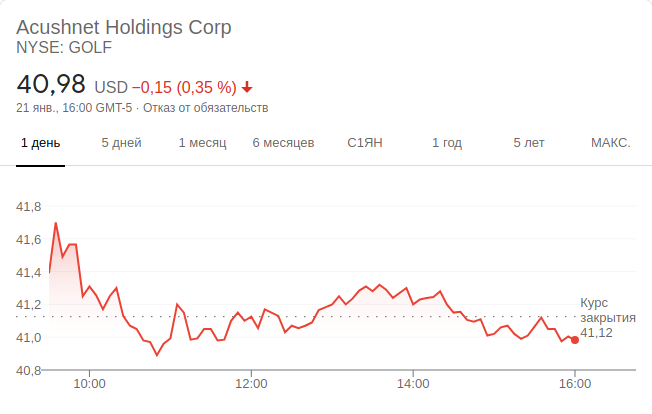 Acushnet Holdings Corp
NYSE: GOLF
40,98 USD −0,15 (0,35 %)
21 янв., 16:00 GMT-5 · Отказ от обязательств
1 день 5 дней 1 месяц 6 месяцев С1ЯН 1 год 5 лет МАКС.
41,8
41,6
41,4
41,2
41,0
40,8
Курс
закрытия
41,12
10:00 12:00 14:00 16:00